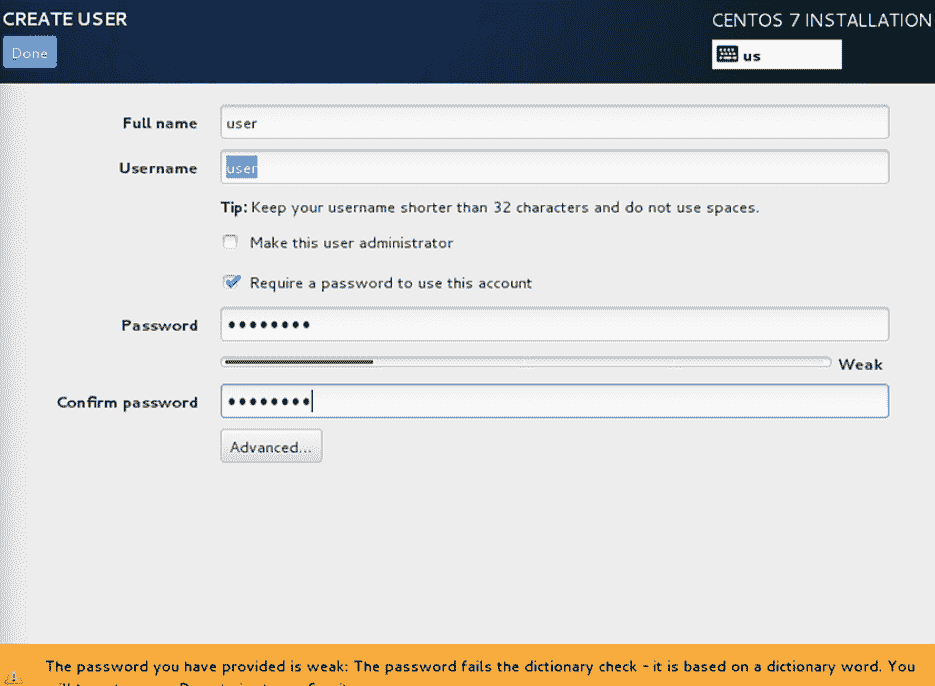 CREATE USER
CENTOS 7 INSTALLATION
Done
us
Full name
user
Username
user
Tip: Keep your username shorter than 32 characters and do not use spaces.
Make this user administrator
Require a password to use this account
Password
••••••••
Weak
Confirm password
••••••••
Advanced...
The password you have provided is weak: The password fails the dictionary check - it is based on a dictionary word. You